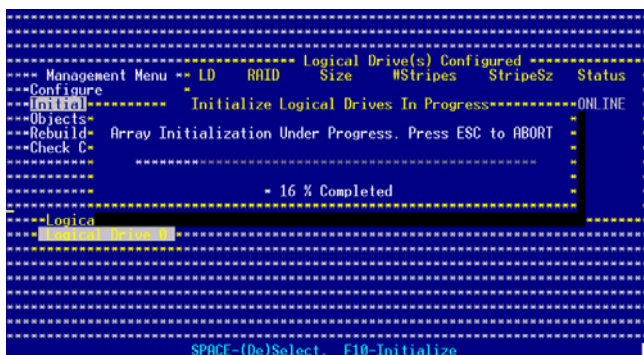 Logical Drive(s) Configured
Management Menu LD RAID Size #Stripes StripeSz Status
Configure
Initial Initialize Logical Drives In Progress ONLINE
Objects
Rebuild Array Initialization Under Progress. Press ESC to ABORT
Check C
16 % Completed
Logica
Logical Drive 0
SPACE-(De)Select, F10-Initialize